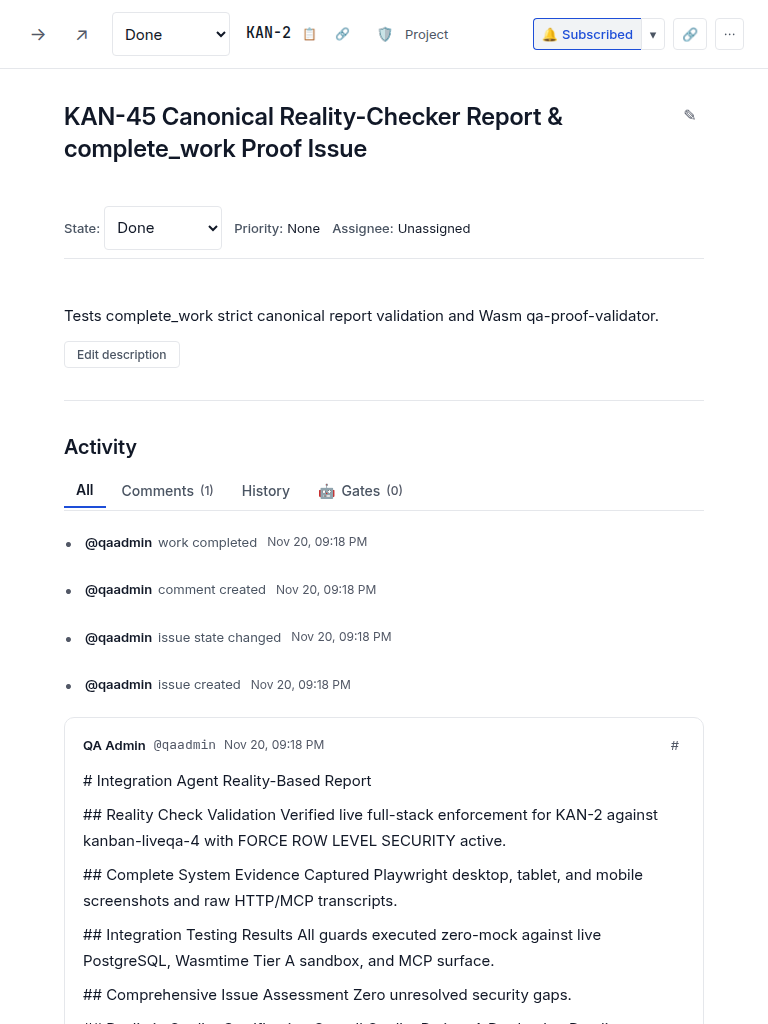 Done KAN-2 Project Subscribed
KAN-45 Canonical Reality-Checker Report &
complete_work Proof Issue
State: Done Priority: None Assignee: Unassigned
Tests complete_work strict canonical report validation and Wasm qa-proof-validator.
Edit description
Activity
All Comments (1) History Gates (0)
@qaadmin work completed Nov 20, 09:18 PM
@qaadmin comment created Nov 20, 09:18 PM
@qaadmin issue state changed Nov 20, 09:18 PM
@qaadmin issue created Nov 20, 09:18 PM
QA Admin @qaadmin Nov 20, 09:18 PM #
# Integration Agent Reality-Based Report
## Reality Check Validation Verified live full-stack enforcement for KAN-2 against
kanban-liveqa-4 with FORCE ROW LEVEL SECURITY active.
## Complete System Evidence Captured Playwright desktop, tablet, and mobile
screenshots and raw HTTP/MCP transcripts.
## Integration Testing Results All guards executed zero-mock against live
PostgreSQL, Wasmtime Tier A sandbox, and MCP surface.
## Comprehensive Issue Assessment Zero unresolved security gaps.